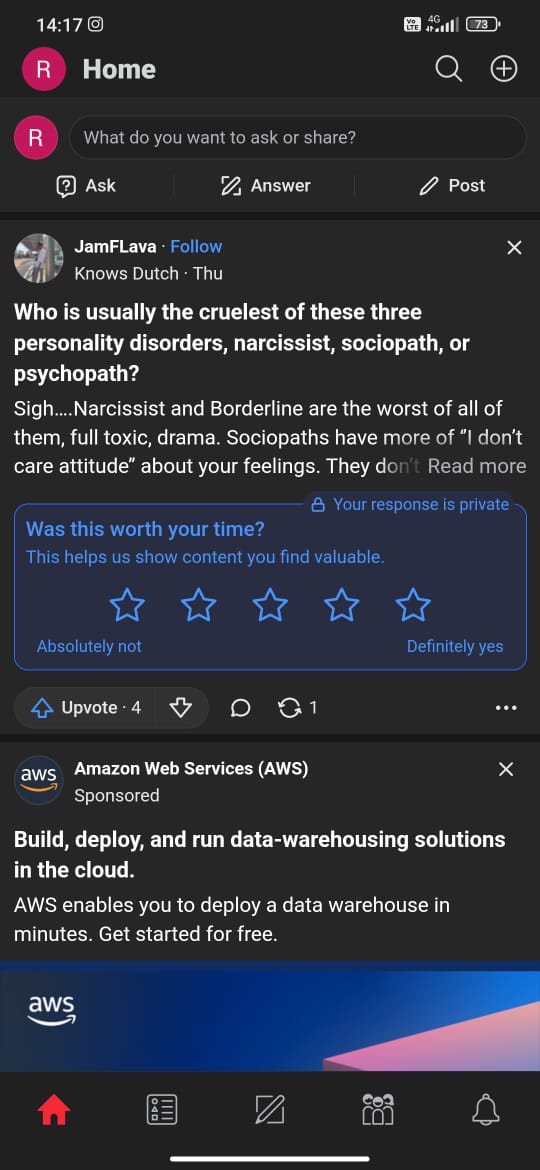 14:17
Vo LTE 4G 73
R Home
R What do you want to ask or share?
Ask Answer Post
JamFLava · Follow
Knows Dutch · Thu
Who is usually the cruelest of these three
personality disorders, narcissist, sociopath, or
psychopath?
Sigh....Narcissist and Borderline are the worst of all of
them, full toxic, drama. Sociopaths have more of "I don't
care attitude" about your feelings. They don't Read more
Your response is private
Was this worth your time?
This helps us show content you find valuable.
Absolutely not Definitely yes
Upvote · 4 1
aws Amazon Web Services (AWS)
Sponsored
Build, deploy, and run data-warehousing solutions
in the cloud.
AWS enables you to deploy a data warehouse in
minutes. Get started for free.
aws